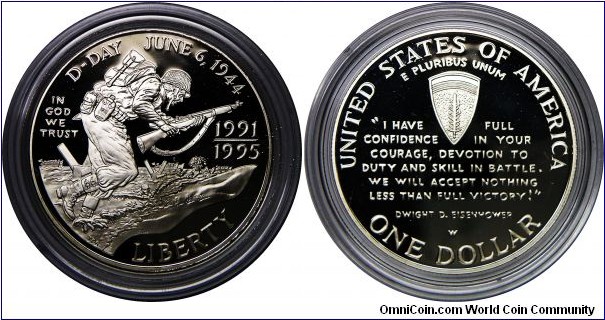 D-DAY JUNE 6, 1944
IN
GOD
WE
TRUST
1991
1995
LIBERTY
UNITED STATES OF AMERICA
E PLURIBUS UNUM
"I HAVE FULL
CONFIDENCE IN YOUR
COURAGE, DEVOTION TO
DUTY AND SKILL IN BATTLE.
WE WILL ACCEPT NOTHING
LESS THAN FULL VICTORY!"
DWIGHT D. EISENHOWER
W
ONE DOLLAR
OmniCoin.com World Coin Community